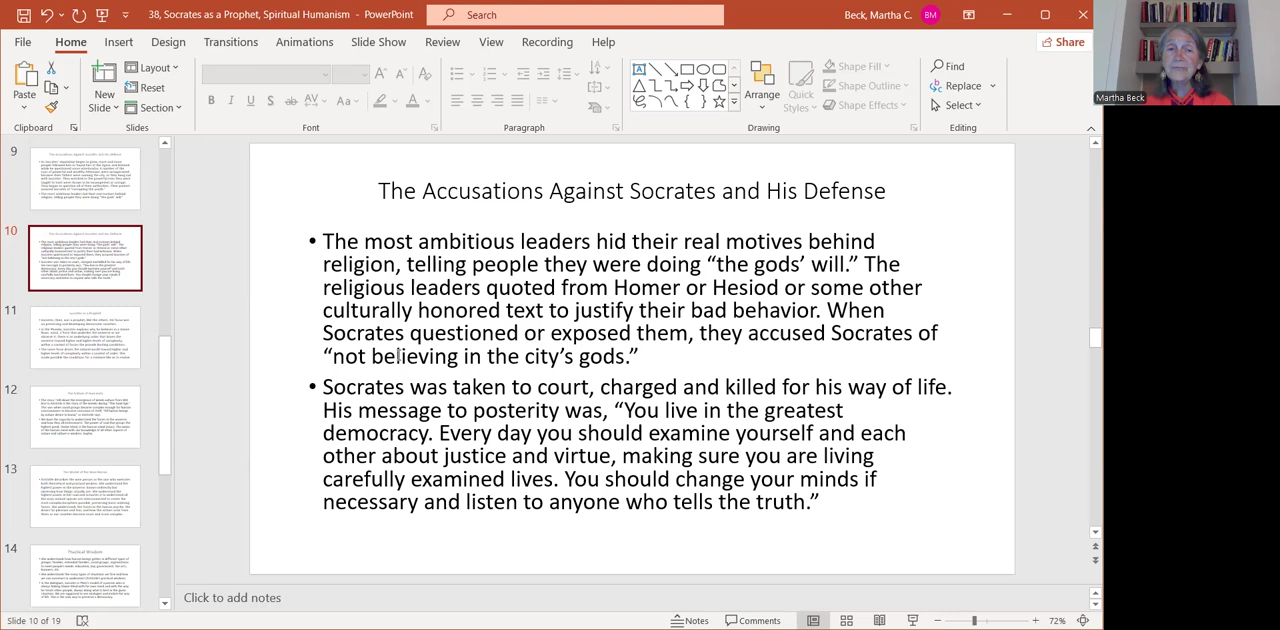 38, Socrates as a Prophet, Spiritual Humanism - PowerPoint
Search
Beck, Martha C.
BM
File Home Insert Design Transitions Animations Slide Show Review View Recording Help
Share
Paste
New
Slide
Layout
Reset
Section
Shape Fill
Shape Outline
Shape Effects
Arrange
Quick
Styles
Find
Replace
Select
Clipboard
Slides
Font
Paragraph
Drawing
Editing
Martha Beck
9
10
11
12
13
14
The Accusations Against Socrates and His Defense
• The most ambitious leaders hid their real motives behind
religion, telling people they were doing “the gods’ will.” The
religious leaders quoted from Homer or Hesiod or some other
culturally honored text to justify their bad behavior. When
Socrates questioned or exposed them, they accused Socrates of
“not believing in the city’s gods.”
• Socrates was taken to court, charged and killed for his way of life.
His message to posterity was, “You live in the greatest
democracy. Every day you should examine yourself and each
other about justice and virtue, making sure you are living
carefully examined lives. You should change your minds if
necessary and listen to anyone who tells the truth.”
Click to add notes
Slide 10 of 19
Notes
Comments
72%